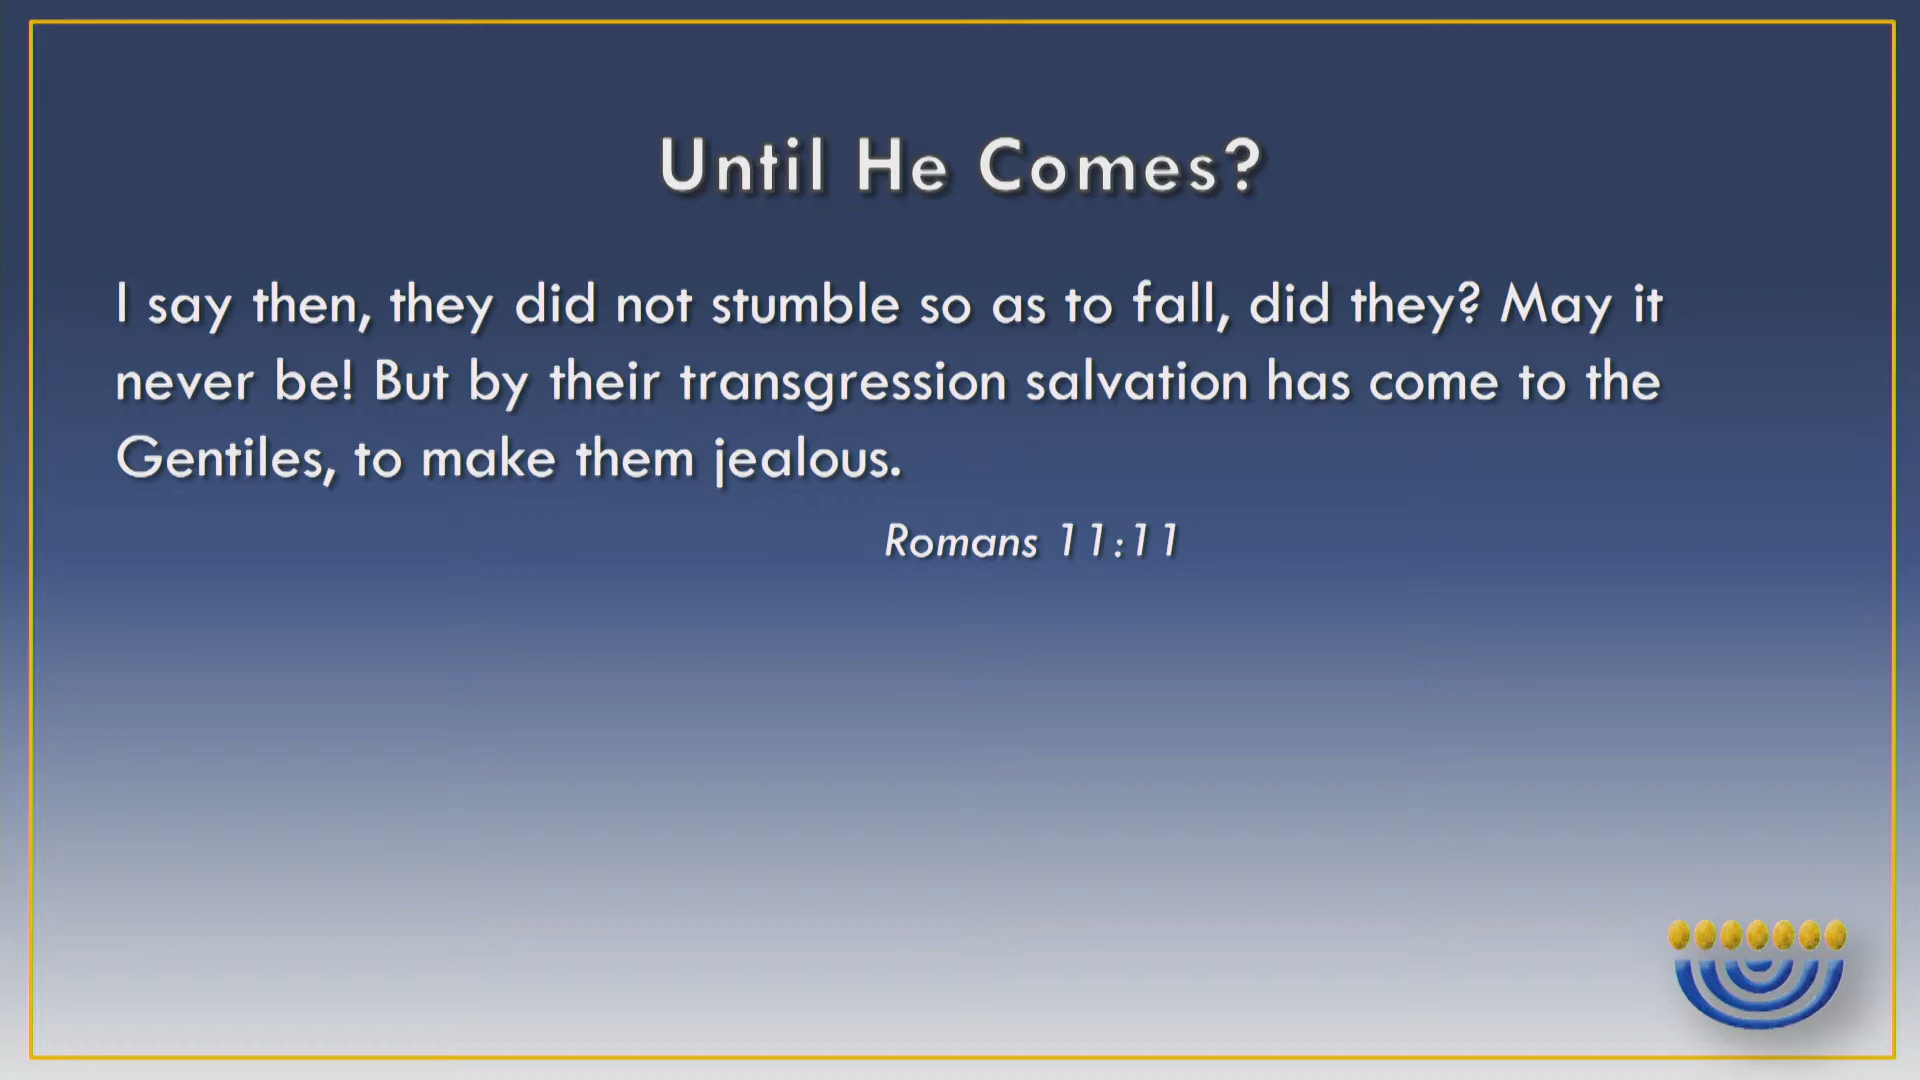 Until He Comes?
I say then, they did not stumble so as to fall, did they? May it
never be! But by their transgression salvation has come to the
Gentiles, to make them jealous.
Romans 11:11